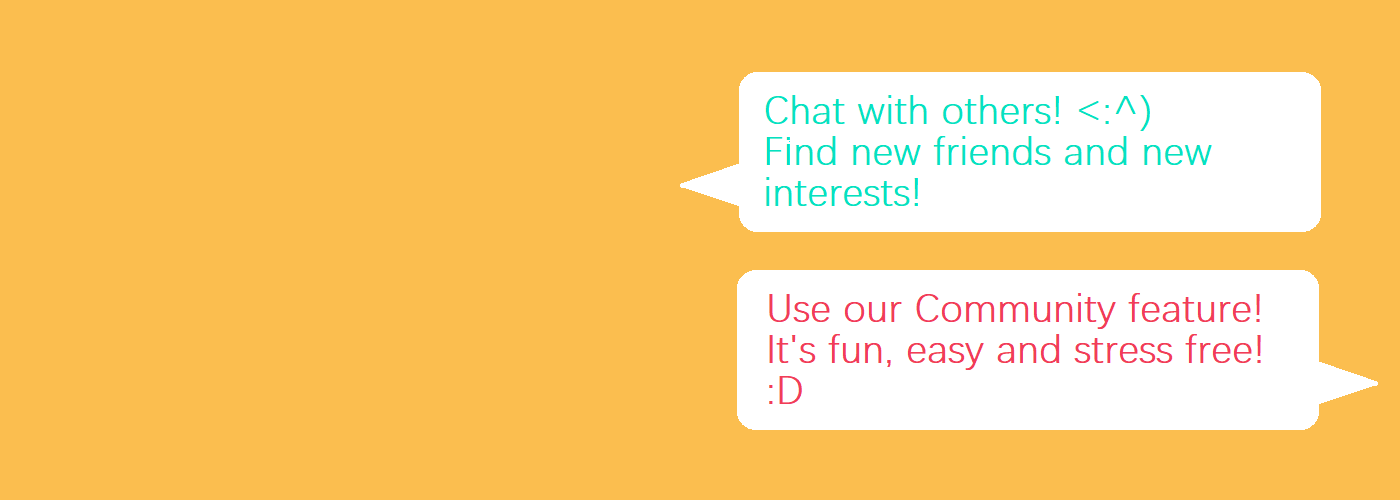 Chat with others! <:^)
Find new friends and new
interests!
Use our Community feature!
It's fun, easy and stress free!
:D